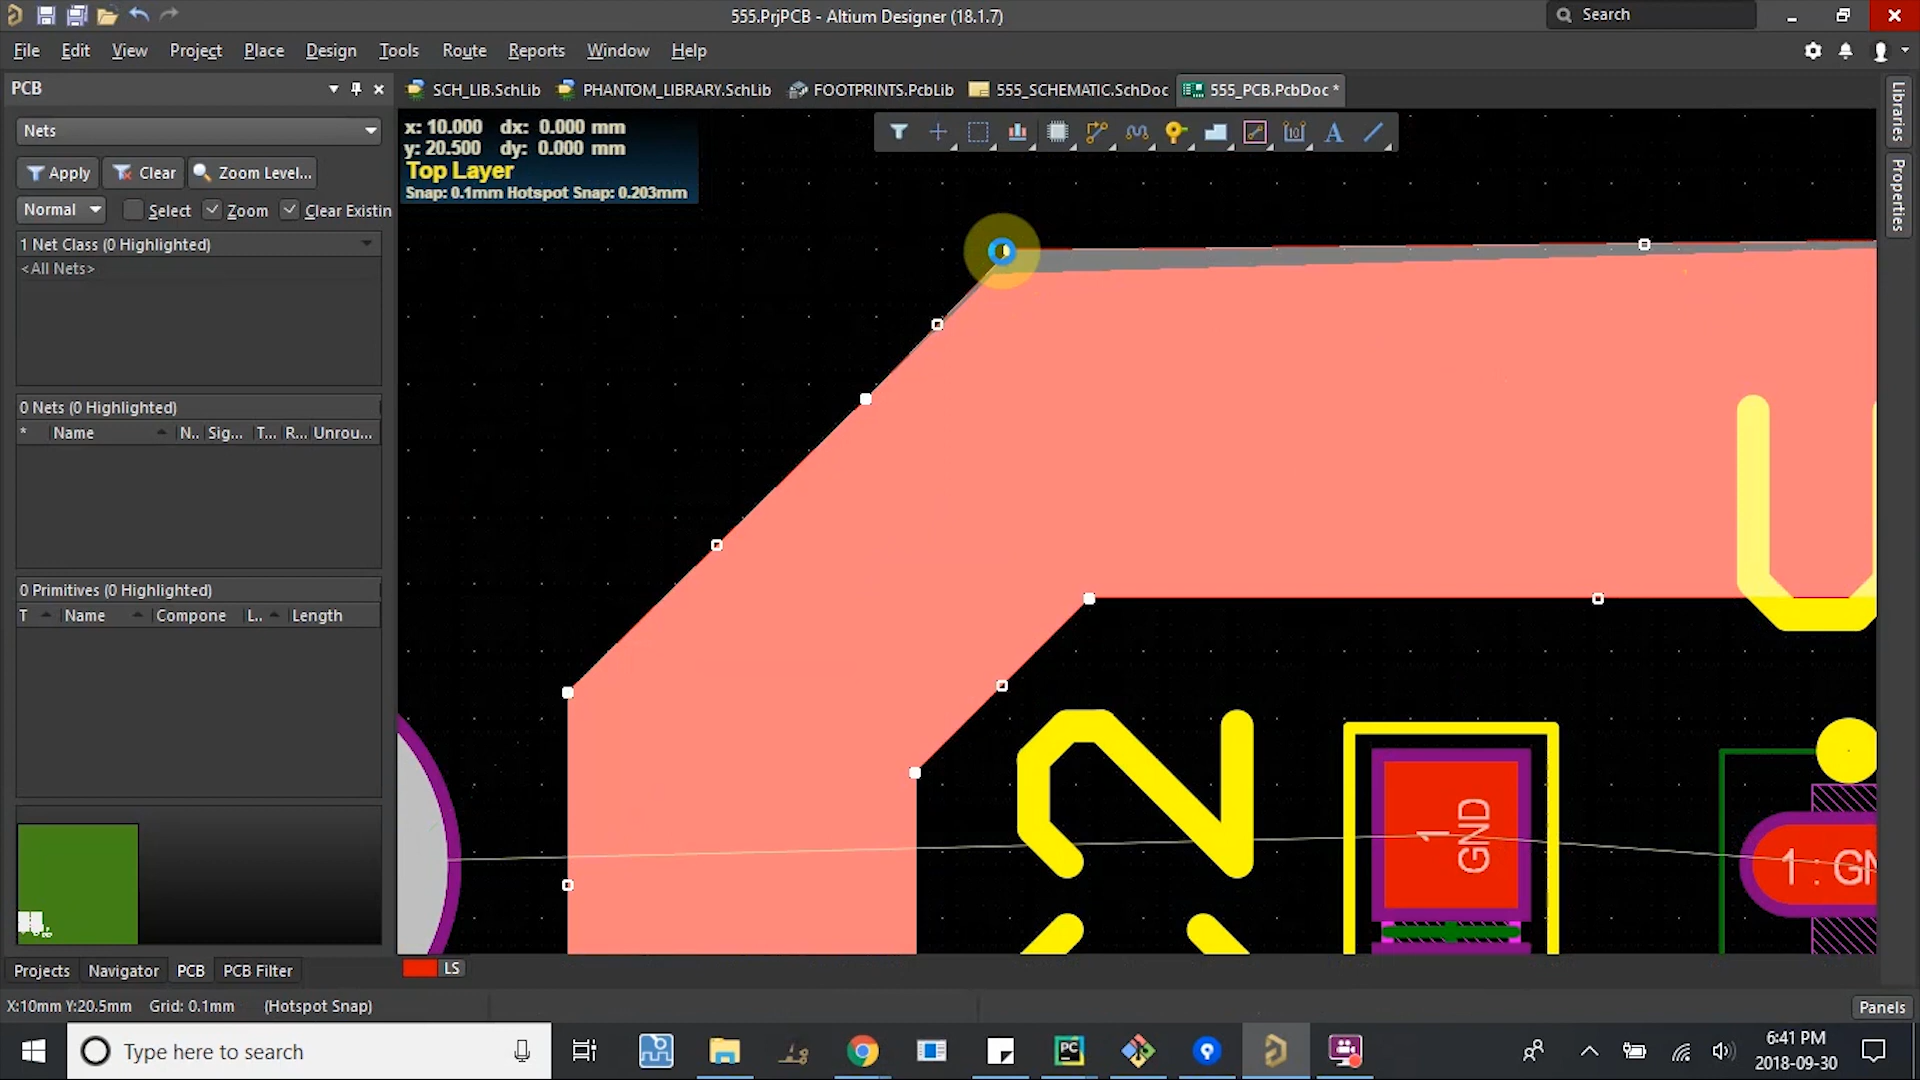 555.PrjPCB - Altium Designer (18.1.7)
Search
File Edit View Project Place Design Tools Route Reports Window Help
PCB
SCH_LIB.SchLib PHANTOM_LIBRARY.SchLib FOOTPRINTS.PcbLib 555_SCHEMATIC.SchDoc 555_PCB.PcbDoc *
Libraries
Properties
Nets
x: 10.000 dx: 0.000 mm
y: 20.500 dy: 0.000 mm
Top Layer
Snap: 0.1mm Hotspot Snap: 0.203mm
Apply Clear Zoom Level...
Normal Select Zoom Clear Existin
1 Net Class (0 Highlighted)
<All Nets>
0 Nets (0 Highlighted)
* Name N.. Sig... T... R... Unrou...
0 Primitives (0 Highlighted)
T Name Compone L.. Length
1
GND
1 : GN
Projects Navigator PCB PCB Filter
LS
X:10mm Y:20.5mm Grid: 0.1mm (Hotspot Snap)
Panels
Type here to search
PC
6:41 PM
2018-09-30